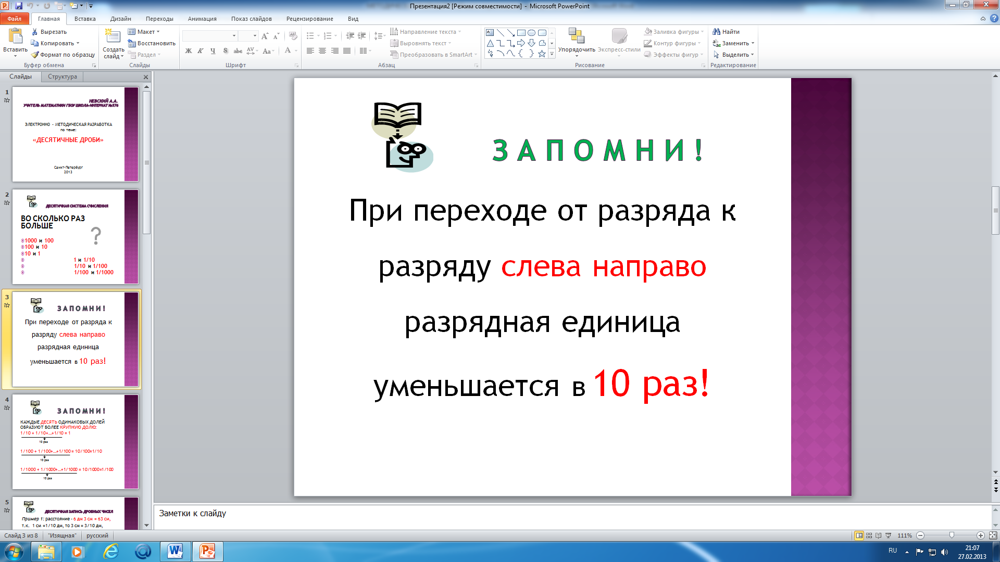 Презентация2 [Режим совместимости] - Microsoft PowerPoint
Файл Главная Вставка Дизайн Переходы Анимация Показ слайдов Рецензирование Вид
Вставить
Вырезать
Копировать
Формат по образцу
Буфер обмена
Создать слайд
Макет
Восстановить
Раздел
Слайды
Ж К Ч S abc AV Aa A
Шрифт
Направление текста
Выровнять текст
Преобразовать в SmartArt
Абзац
Упорядочить
Экспресс-стили
Заливка фигуры
Контур фигуры
Эффекты фигур
Рисование
Найти
Заменить
Выделить
Редактирование
Слайды Структура
1
НЕВСКИЙ А.А.
УЧИТЕЛЬ МАТЕМАТИКИ ГБОУ ШКОЛА-ИНТЕРНАТ №576
ЭЛЕКТРОННО - МЕТОДИЧЕСКАЯ РАЗРАБОТКА
по теме:
«ДЕСЯТИЧНЫЕ ДРОБИ»
Санкт-Петербург
2013
2
ДЕСЯТИЧНАЯ СИСТЕМА СЧИСЛЕНИЯ
ВО СКОЛЬКО РАЗ
БОЛЬШЕ
?
1000 и 100
100 и 10
10 и 1
1 и 1/10
1/10 и 1/100
1/100 и 1/1000
3
ЗАПОМНИ!
При переходе от разряда к
разряду слева направо
разрядная единица
уменьшается в 10 раз!
4
ЗАПОМНИ!
КАЖДЫЕ ДЕСЯТЬ ОДИНАКОВЫХ ДОЛЕЙ
ОБРАЗУЮТ БОЛЕЕ КРУПНУЮ ДОЛЮ:
1/10 + 1/10+...+1/10 = 1
10 раз
1/100 + 1/100+...+1/100 = 10/100=1/10
10 раз
1/1000 + 1/1000+...+1/1000 = 10/1000=1/100
10 раз
5
ДЕСЯТИЧНАЯ ЗАПИСЬ ДРОБНЫХ ЧИСЕЛ
Пример 1: расстояние - 6 дм 3 см = 63 см,
т.к. 1 см =1/10 дм, то 3 см = 3/10 дм,
З А П О М Н И !
При переходе от разряда к
разряду слева направо
разрядная единица
уменьшается в 10 раз!
Заметки к слайду
Слайд 3 из 8 "Изящная" русский 111%
RU 21:07
27.02.2013